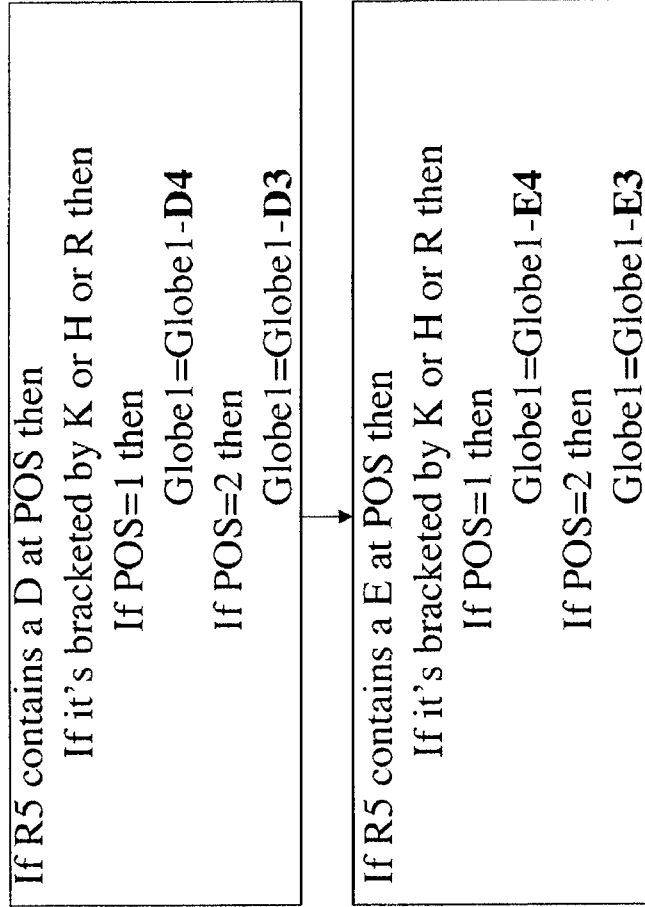 If R5 contains a D at POS then
If it's bracketed by K or H or R then
If POS=1 then
Globe1=Globe1-D4
If POS=2 then
Globe1=Globe1-D3
If R5 contains a E at POS then
If it's bracketed by K or H or R then
If POS=1 then
Globe1=Globe1-E4
If POS=2 then
Globe1=Globe1-E3